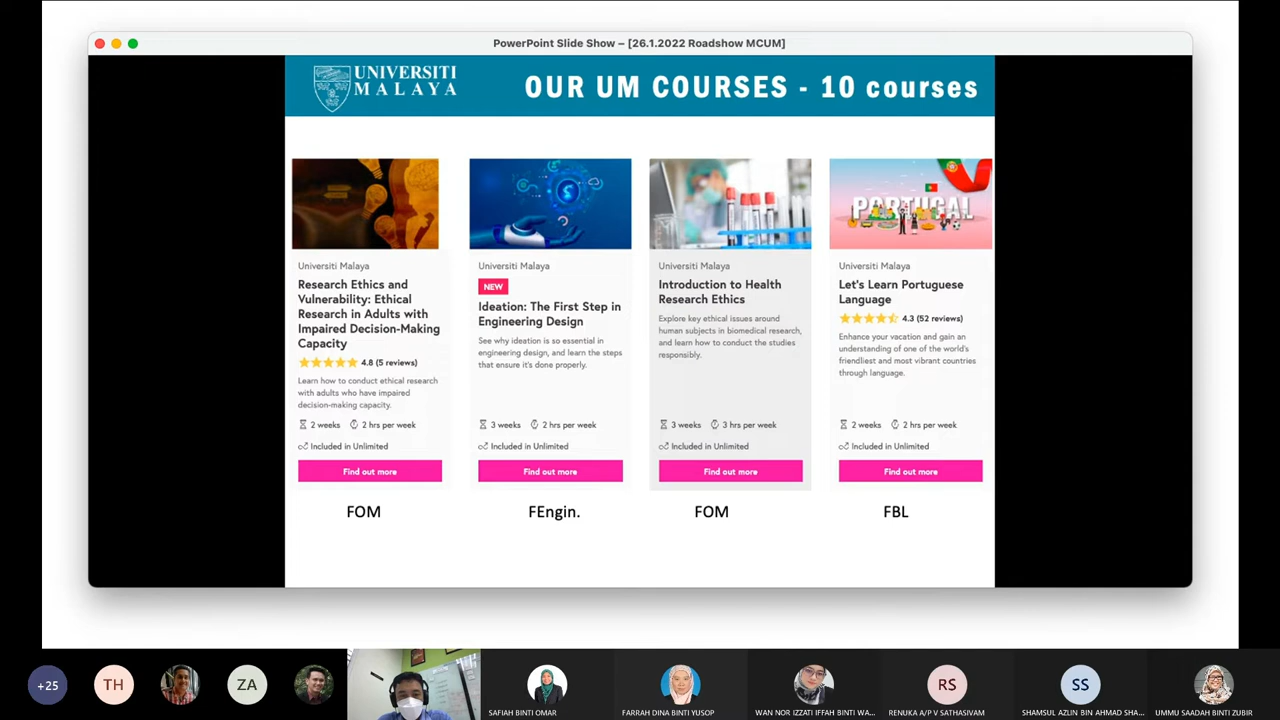 PowerPoint Slide Show – [26.1.2022 Roadshow MCUM]
UNIVERSITI
MALAYA
OUR UM COURSES - 10 courses
PORTUGAL
Universiti Malaya
Research Ethics and
Vulnerability: Ethical
Research in Adults with
Impaired Decision-Making
Capacity
4.8 (5 reviews)
Learn how to conduct ethical research
with adults who have impaired
decision-making capacity.
2 weeks 2 hrs per week
Included in Unlimited
Find out more
FOM
Universiti Malaya
NEW
Ideation: The First Step in
Engineering Design
See why ideation is so essential in
engineering design, and learn the steps
that ensure it's done properly.
3 weeks 2 hrs per week
Included in Unlimited
Find out more
FEngin.
Universiti Malaya
Introduction to Health
Research Ethics
Explore key ethical issues around
human subjects in biomedical research,
and learn how to conduct the studies
responsibly.
3 weeks 3 hrs per week
Included in Unlimited
Find out more
FOM
Universiti Malaya
Let's Learn Portuguese
Language
4.3 (52 reviews)
Enhance your vacation and gain an
understanding of one of the world's
friendliest and most vibrant countries
through language.
2 weeks 2 hrs per week
Included in Unlimited
Find out more
FBL
+25
TH
ZA
SAFIAH BINTI OMAR
FARRAH DINA BINTI YUSOP
WAN NOR IZZATI IFFAH BINTI WA...
RS
RENUKA A/P V SATHASIVAM
SS
SHAMSUL AZLIN BIN AHMAD SHA...
UMMU SAADAH BINTI ZUBIR